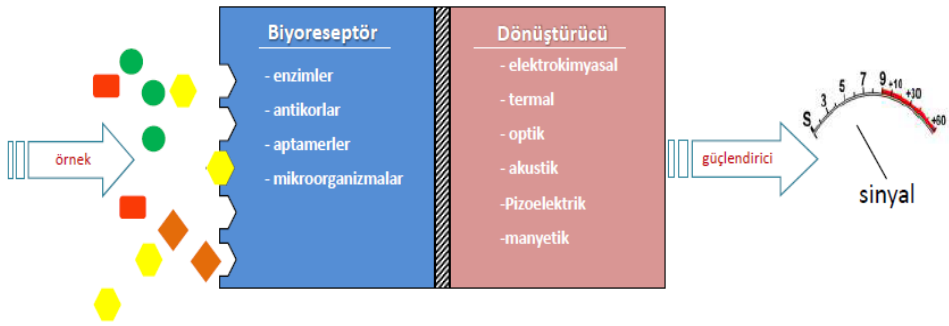 örnek
Biyoreseptör
- enzimler
- antikorlar
- aptamerler
- mikroorganizmalar
Dönüştürücü
- elektrokimyasal
- termal
- optik
- akustik
-Pizoelektrik
-manyetik
güçlendirici
S 3 5 7 9 +10 +30 +60
sinyal